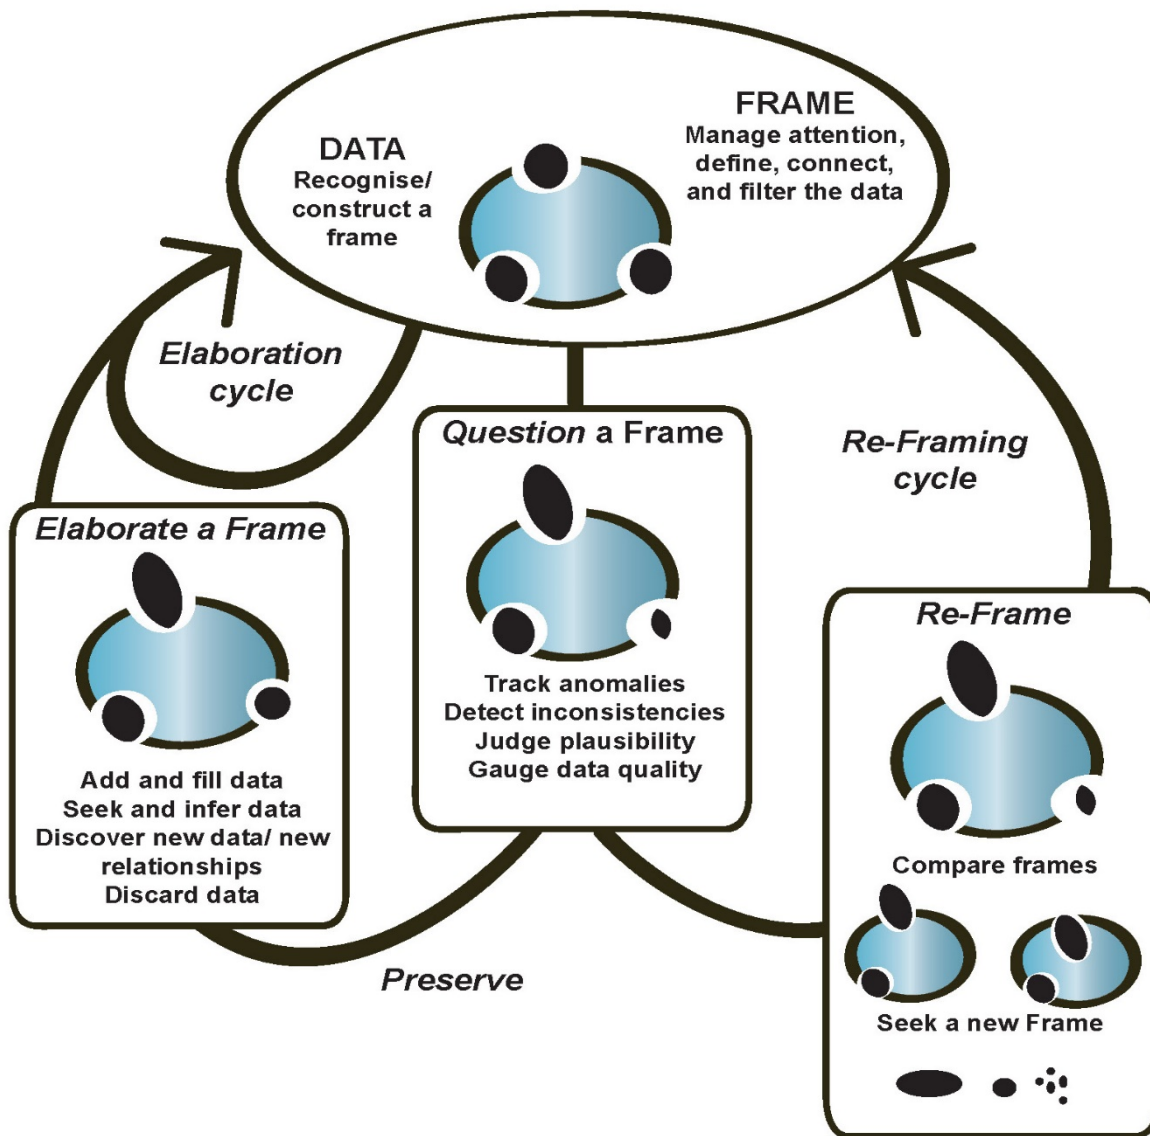 DATA
Recognise/
construct a
frame
FRAME
Manage attention,
define, connect,
and filter the data
Elaboration
cycle
Question a Frame
Track anomalies
Detect inconsistencies
Judge plausibility
Gauge data quality
Re-Framing
cycle
Elaborate a Frame
Add and fill data
Seek and infer data
Discover new data/ new
relationships
Discard data
Preserve
Re-Frame
Compare frames
Seek a new Frame